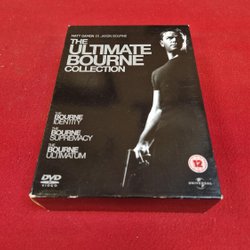 MATT DAMON IS JASON BOURNE
THE
ULTIMATE
BOURNE
COLLECTION
THE
BOURNE
IDENTITY
THE
BOURNE
SUPREMACY
THE
BOURNE
ULTIMATUM
12
DVD
VIDEO
UNIVERSAL